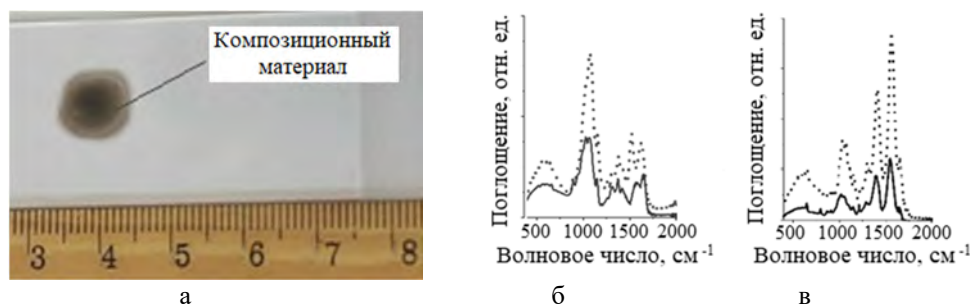 Композиционный
материал
3 4 5 6 7 8
Поглощение, отн. ед.
500 1000 1500 2000
Волновое число, см⁻¹
Поглощение, отн. ед.
500 1000 1500 2000
Волновое число, см⁻¹
а б в